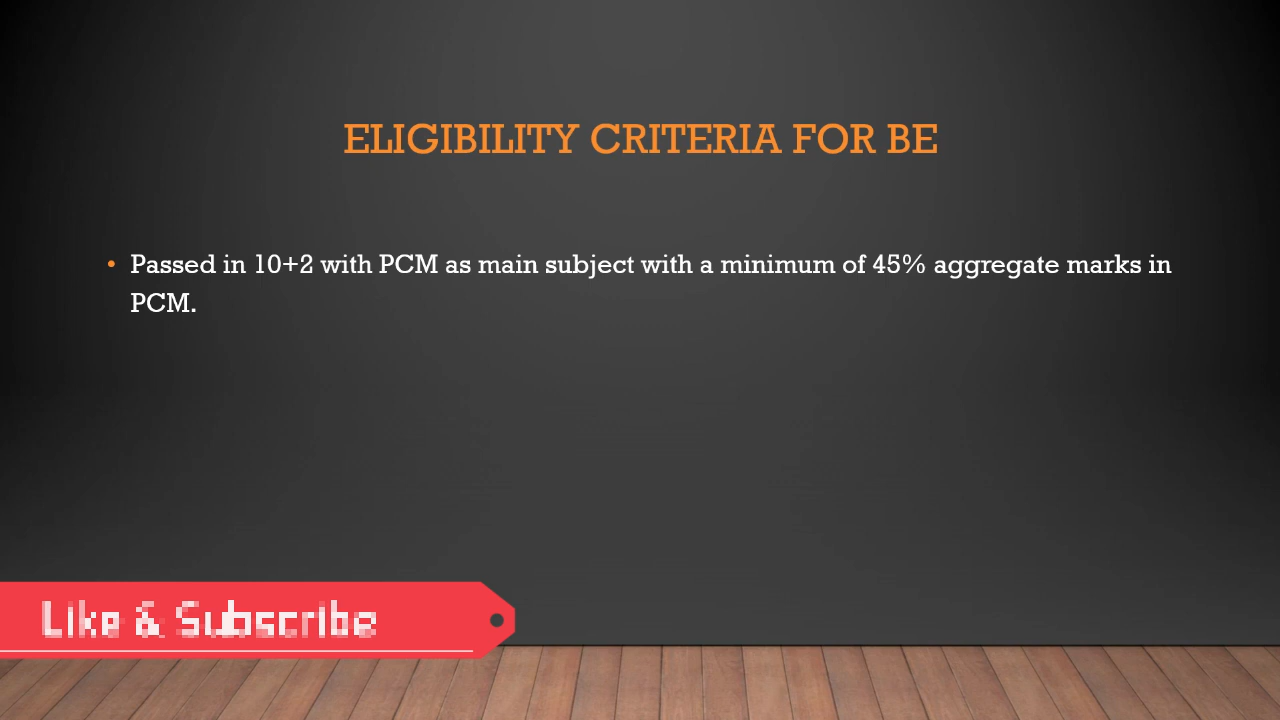 ELIGIBILITY CRITERIA FOR BE
• Passed in 10+2 with PCM as main subject with a minimum of 45% aggregate marks in
PCM.
Like & Subscribe